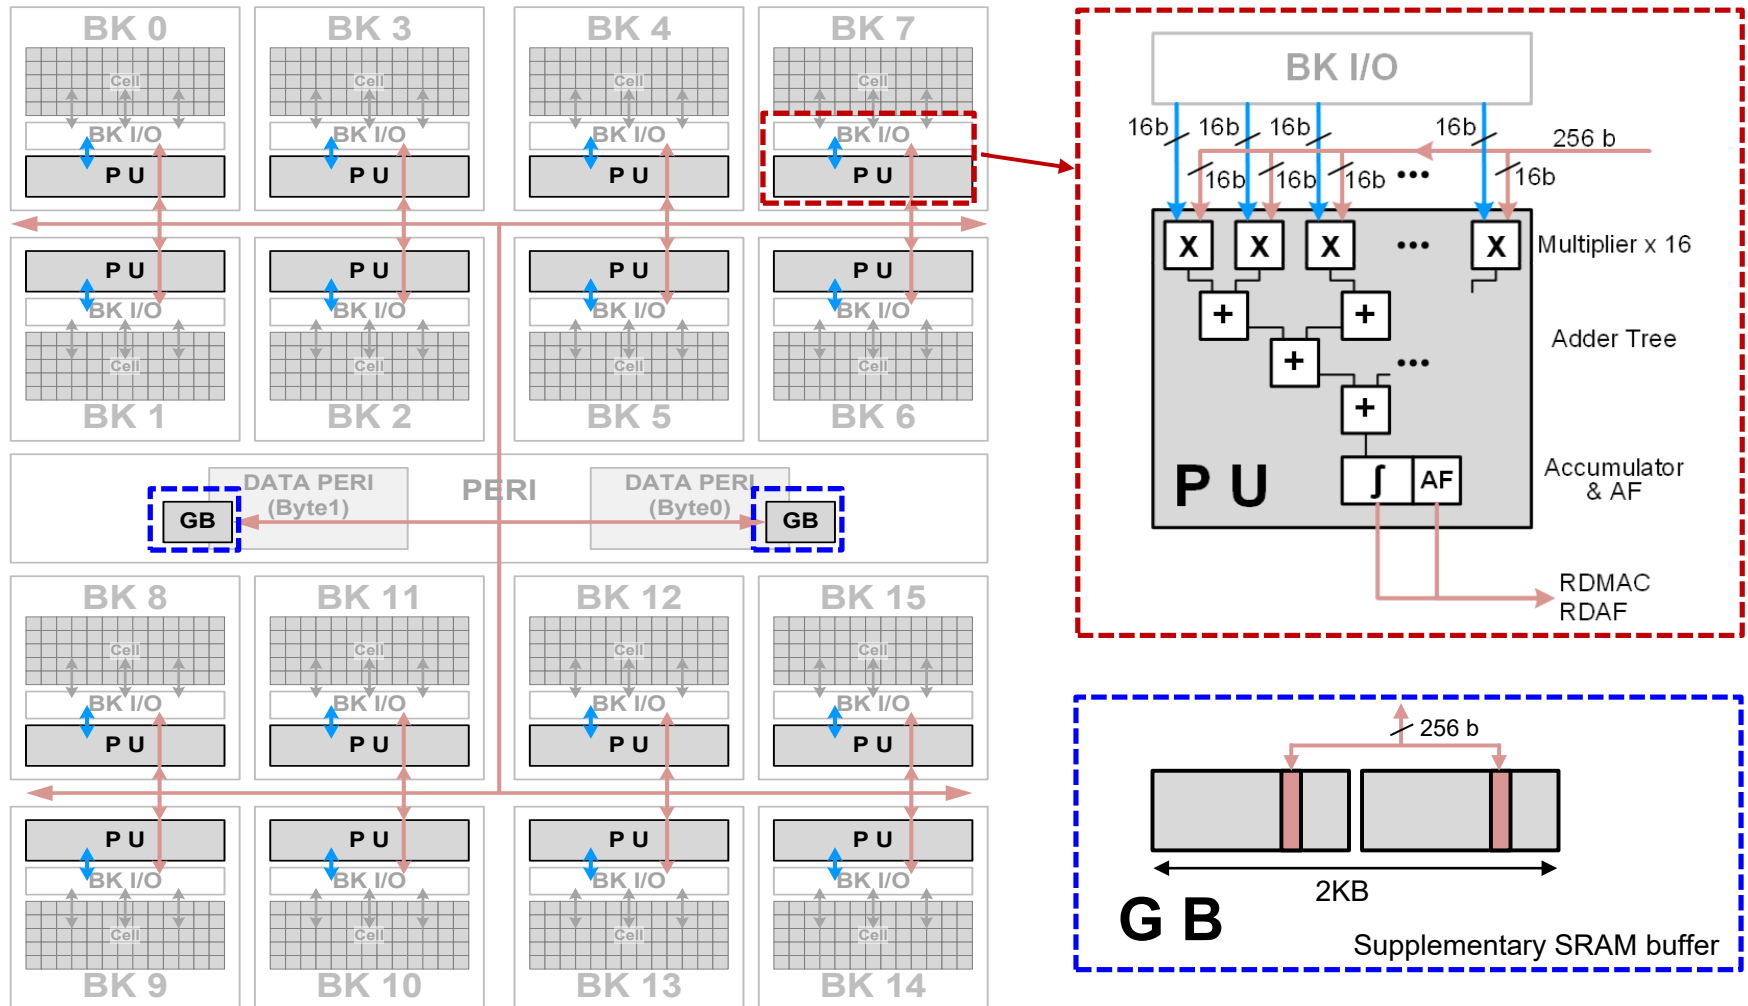 BK 0
BK 3
BK 4
BK 7
Cell
Cell
Cell
Cell
BK I/O
BK I/O
BK I/O
BK I/O
P U
P U
P U
P U
P U
P U
P U
P U
BK I/O
BK I/O
BK I/O
BK I/O
Cell
Cell
Cell
Cell
BK 1
BK 2
BK 5
BK 6
DATA PERI
(Byte1)
PERI
DATA PERI
(Byte0)
GB
GB
BK 8
BK 11
BK 12
BK 15
Cell
Cell
Cell
Cell
BK I/O
BK I/O
BK I/O
BK I/O
P U
P U
P U
P U
P U
P U
P U
P U
BK I/O
BK I/O
BK I/O
BK I/O
Cell
Cell
Cell
Cell
BK 9
BK 10
BK 13
BK 14
BK I/O
16b
16b
16b
16b
256 b
16b
16b
16b
•••
16b
X
X
X
•••
X
Multiplier x 16
+
+
Adder Tree
+
•••
+
P U
∫
AF
Accumulator
& AF
RDMAC
RDAF
256 b
2KB
G B
Supplementary SRAM buffer